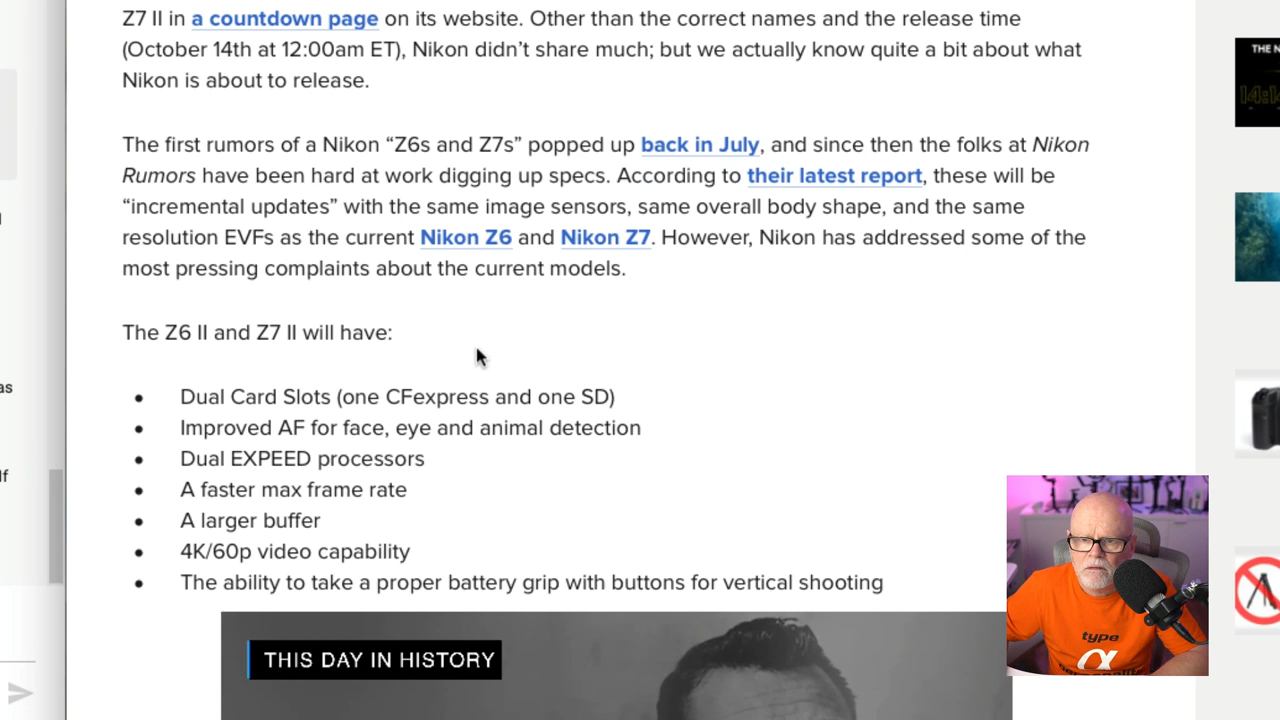 Z7 II in a countdown page on its website. Other than the correct names and the release time
(October 14th at 12:00am ET), Nikon didn’t share much; but we actually know quite a bit about what
Nikon is about to release.
The first rumors of a Nikon “Z6s and Z7s” popped up back in July, and since then the folks at Nikon
Rumors have been hard at work digging up specs. According to their latest report, these will be
“incremental updates” with the same image sensors, same overall body shape, and the same
resolution EVFs as the current Nikon Z6 and Nikon Z7. However, Nikon has addressed some of the
most pressing complaints about the current models.
The Z6 II and Z7 II will have:
• Dual Card Slots (one CFexpress and one SD)
• Improved AF for face, eye and animal detection
• Dual EXPEED processors
• A faster max frame rate
• A larger buffer
• 4K/60p video capability
• The ability to take a proper battery grip with buttons for vertical shooting
THIS DAY IN HISTORY
THE N
as
type
α